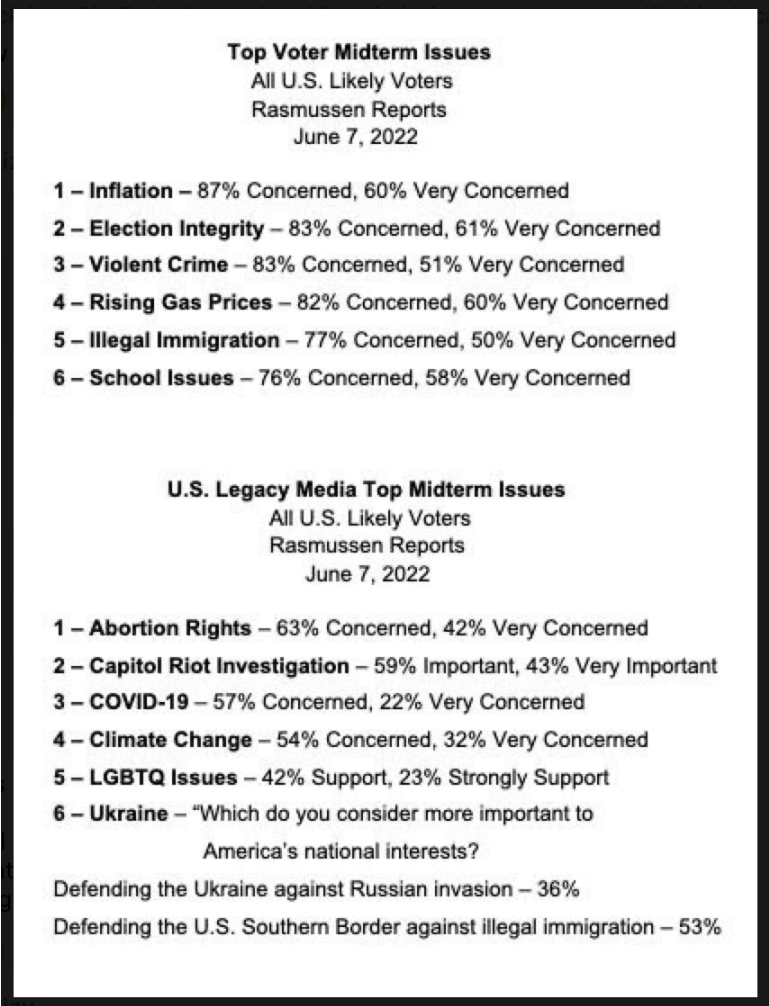 Top Voter Midterm Issues
All U.S. Likely Voters
Rasmussen Reports
June 7, 2022
1 – Inflation – 87% Concerned, 60% Very Concerned
2 – Election Integrity – 83% Concerned, 61% Very Concerned
3 – Violent Crime – 83% Concerned, 51% Very Concerned
4 – Rising Gas Prices – 82% Concerned, 60% Very Concerned
5 – Illegal Immigration – 77% Concerned, 50% Very Concerned
6 – School Issues – 76% Concerned, 58% Very Concerned
U.S. Legacy Media Top Midterm Issues
All U.S. Likely Voters
Rasmussen Reports
June 7, 2022
1 – Abortion Rights – 63% Concerned, 42% Very Concerned
2 – Capitol Riot Investigation – 59% Important, 43% Very Important
3 – COVID-19 – 57% Concerned, 22% Very Concerned
4 – Climate Change – 54% Concerned, 32% Very Concerned
5 – LGBTQ Issues – 42% Support, 23% Strongly Support
6 – Ukraine – “Which do you consider more important to
America’s national interests?
Defending the Ukraine against Russian invasion – 36%
Defending the U.S. Southern Border against illegal immigration – 53%